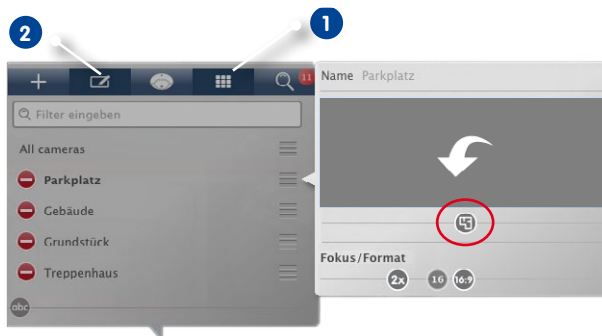 2
1
11
Filter eingeben
All cameras
Parkplatz
Gebäude
Grundstück
Treppenhaus
abc
Name Parkplatz
Fokus/Format
2x 16 16:9